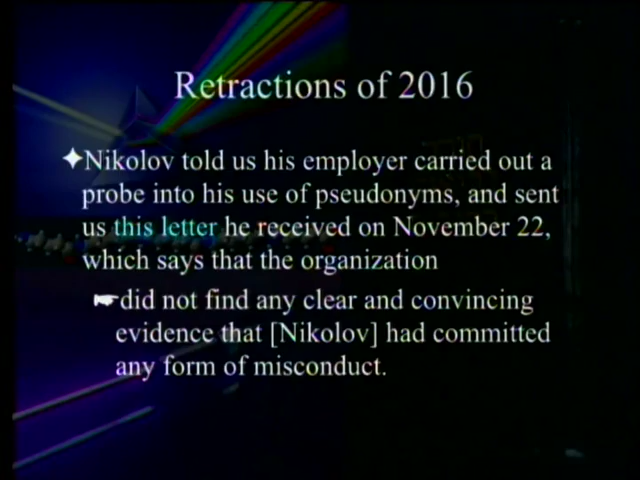 Retractions of 2016
Nikolov told us his employer carried out a
probe into his use of pseudonyms, and sent
us this letter he received on November 22,
which says that the organization
did not find any clear and convincing
evidence that [Nikolov] had committed
any form of misconduct.